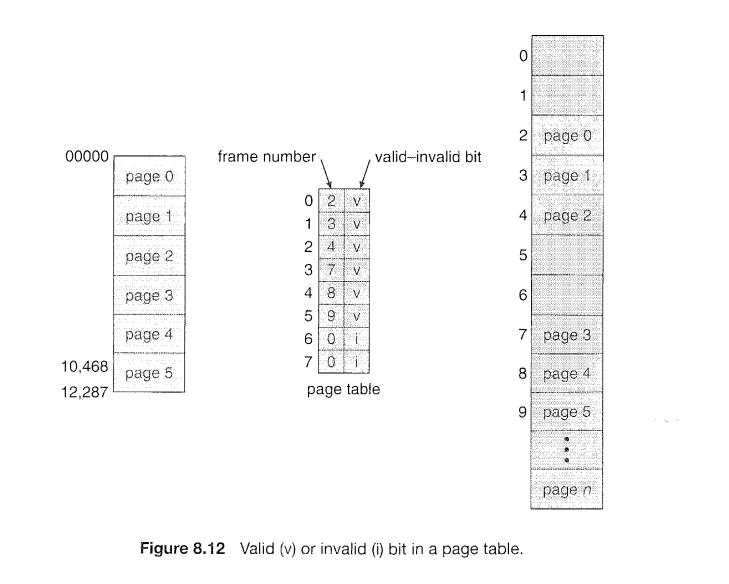 00000
page 0
page 1
page 2
page 3
page 4
10,468
page 5
12,287
frame number
valid–invalid bit
0 2 v
1 3 v
2 4 v
3 7 v
4 8 v
5 9 v
6 0 i
7 0 i
page table
0
1
2 page 0
3 page 1
4 page 2
5
6
7 page 3
8 page 4
9 page 5
page n
Figure 8.12 Valid (v) or invalid (i) bit in a page table.